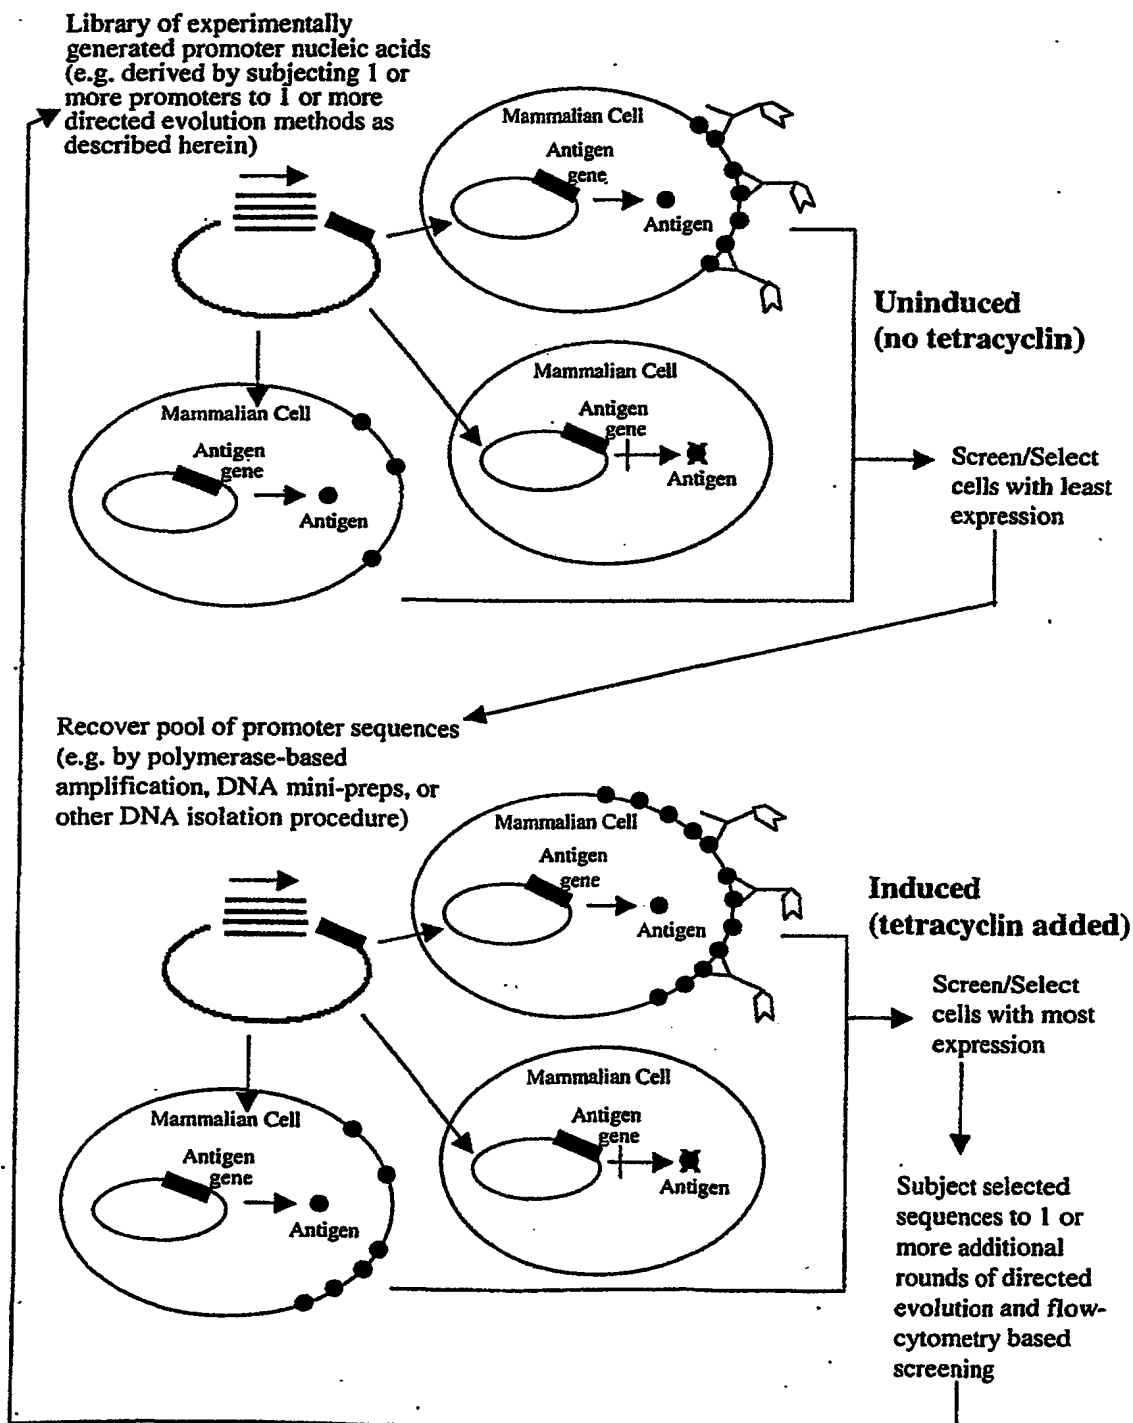 Library of experimentally
generated promoter nucleic acids
(e.g. derived by subjecting 1 or
more promoters to 1 or more
directed evolution methods as
described herein)
Mammalian Cell
Antigen
gene
Antigen
Uninduced
(no tetracyclin)
Mammalian Cell
Antigen
gene
Antigen
Mammalian Cell
Antigen
gene
Antigen
Screen/Select
cells with least
expression
Recover pool of promoter sequences
(e.g. by polymerase-based
amplification, DNA mini-preps, or
other DNA isolation procedure)
Mammalian Cell
Antigen
gene
Antigen
Induced
(tetracyclin added)
Screen/Select
cells with most
expression
Mammalian Cell
Antigen
gene
Antigen
Mammalian Cell
Antigen
gene
Antigen
Subject selected
sequences to 1 or
more additional
rounds of directed
evolution and flow-
cytometry based
screening